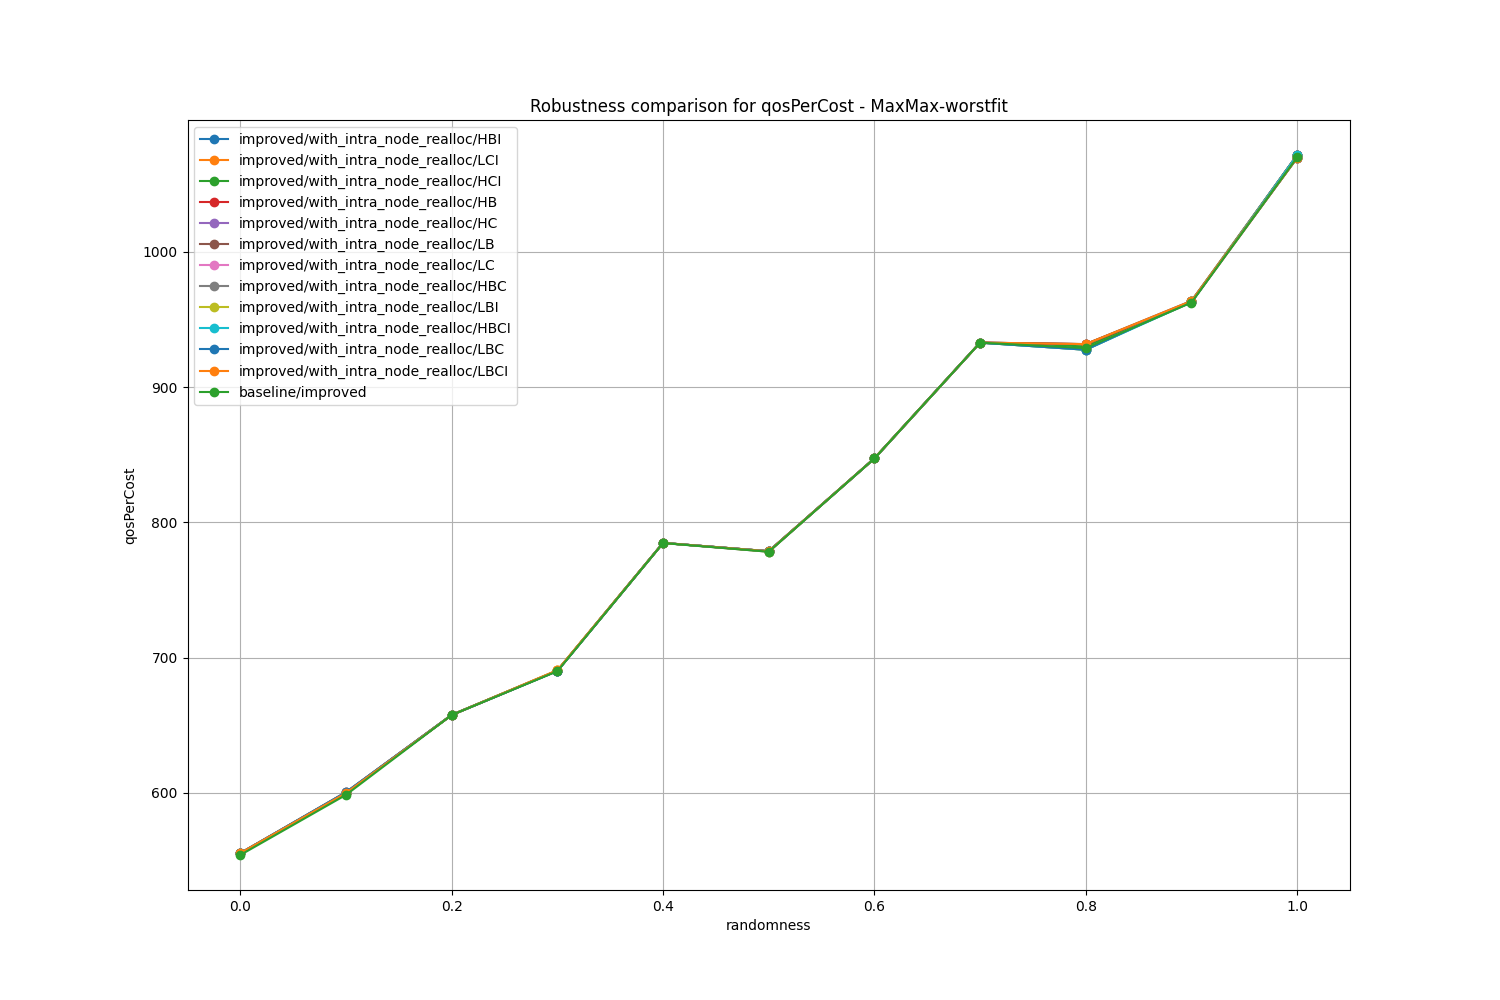 Robustness comparison for qosPerCost - MaxMax-worstfit
improved/with_intra_node_realloc/HBI
improved/with_intra_node_realloc/LCI
improved/with_intra_node_realloc/HCI
improved/with_intra_node_realloc/HB
improved/with_intra_node_realloc/HC
improved/with_intra_node_realloc/LB
improved/with_intra_node_realloc/LC
improved/with_intra_node_realloc/HBC
improved/with_intra_node_realloc/LBI
improved/with_intra_node_realloc/HBCI
improved/with_intra_node_realloc/LBC
improved/with_intra_node_realloc/LBCI
baseline/improved
1000
900
800
700
600
qosPerCost
0.0 0.2 0.4 0.6 0.8 1.0
randomness